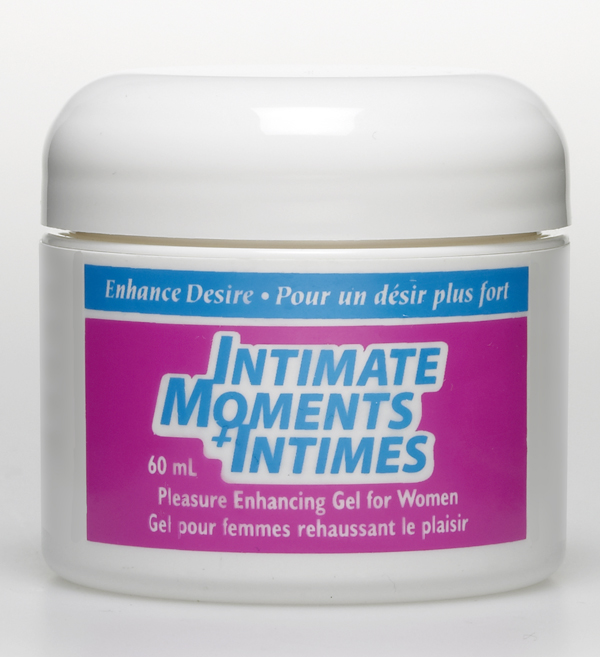 Enhance Desire • Pour un désir plus fort
INTIMATE
MOMENTS
INTIMES
60 mL
Pleasure Enhancing Gel for Women
Gel pour femmes rehaussant le plaisir